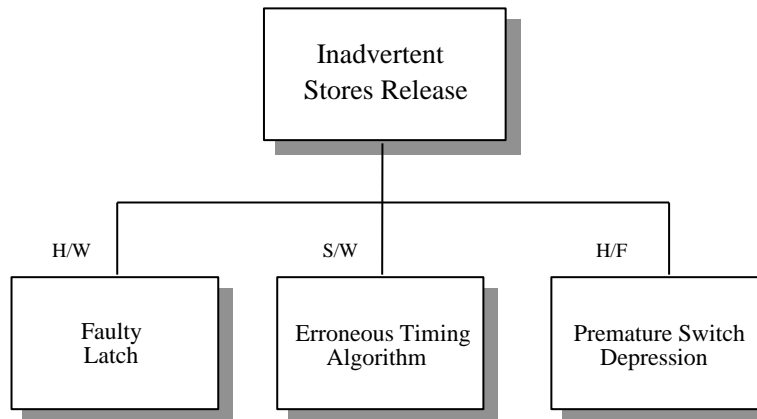 Inadvertent
Stores Release
H/W
S/W
H/F
Faulty
Latch
Erroneous Timing
Algorithm
Premature Switch
Depression